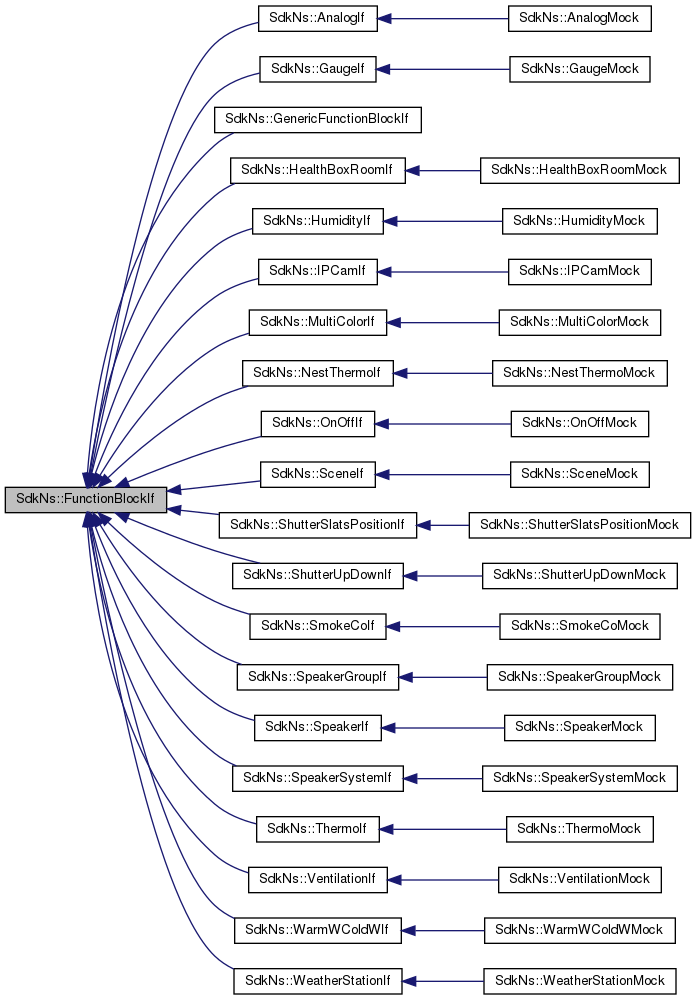 SdkNs::AnalogIf
SdkNs::AnalogMock
SdkNs::GaugeIf
SdkNs::GaugeMock
SdkNs::GenericFunctionBlockIf
SdkNs::HealthBoxRoomIf
SdkNs::HealthBoxRoomMock
SdkNs::HumidityIf
SdkNs::HumidityMock
SdkNs::IPCamIf
SdkNs::IPCamMock
SdkNs::MultiColorIf
SdkNs::MultiColorMock
SdkNs::NestThermoIf
SdkNs::NestThermoMock
SdkNs::OnOffIf
SdkNs::OnOffMock
SdkNs::SceneIf
SdkNs::SceneMock
SdkNs::FunctionBlockIf
SdkNs::ShutterSlatsPositionIf
SdkNs::ShutterSlatsPositionMock
SdkNs::ShutterUpDownIf
SdkNs::ShutterUpDownMock
SdkNs::SmokeCoIf
SdkNs::SmokeCoMock
SdkNs::SpeakerGroupIf
SdkNs::SpeakerGroupMock
SdkNs::SpeakerIf
SdkNs::SpeakerMock
SdkNs::SpeakerSystemIf
SdkNs::SpeakerSystemMock
SdkNs::ThermoIf
SdkNs::ThermoMock
SdkNs::VentilationIf
SdkNs::VentilationMock
SdkNs::WarmWColdWIf
SdkNs::WarmWColdWMock
SdkNs::WeatherStationIf
SdkNs::WeatherStationMock